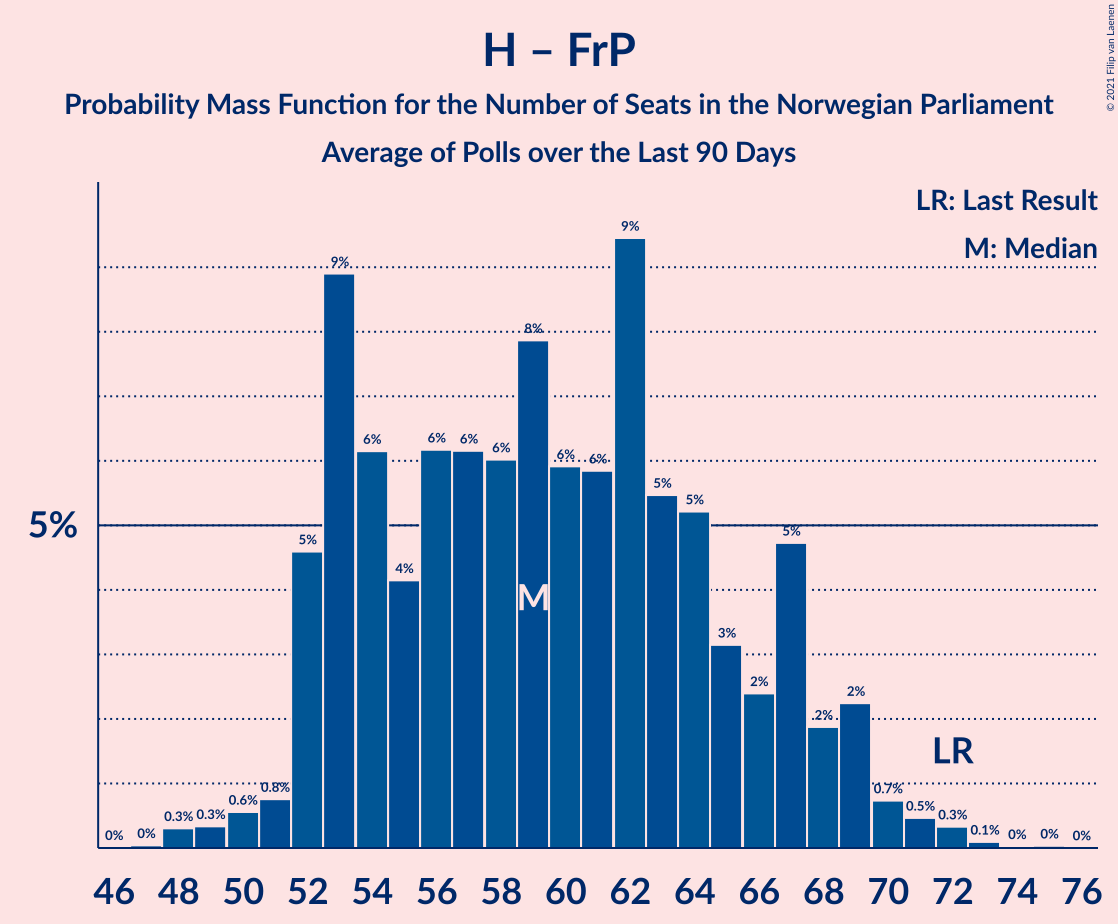 H – FrP
Probability Mass Function for the Number of Seats in the Norwegian Parliament
Average of Polls over the Last 90 Days
© 2021 Filip van Laenen
LR: Last Result
M: Median
5%
0% 0% 0.3% 0.3% 0.6% 0.8% 5% 9% 6% 4% 6% 6% 6% 8% 6% 6% 9% 5% 5% 3% 2% 5% 2% 2% 0.7% 0.5% 0.3% 0.1% 0% 0% 0%
M
LR
46 48 50 52 54 56 58 60 62 64 66 68 70 72 74 76